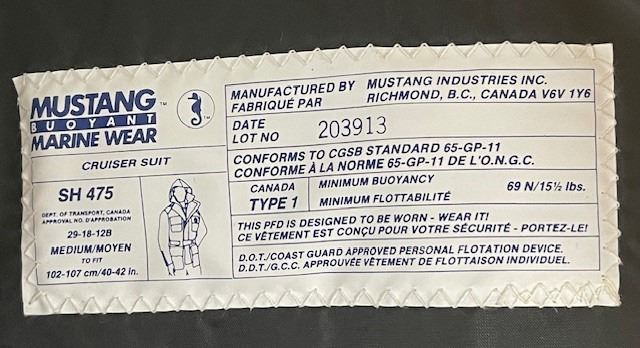 MUSTANG™
BUOYANT
MARINE WEAR
CRUISER SUIT
SH 475
DEPT. OF TRANSPORT, CANADA
APPROVAL NO. D'APPROBATION
29-18-12B
MEDIUM/MOYEN
TO FIT
102-107 cm/40-42 in.
MANUFACTURED BY MUSTANG INDUSTRIES INC.
FABRIQUÉ PAR RICHMOND, B.C., CANADA V6V 1Y6
DATE
LOT NO 203913
CONFORMS TO CGSB STANDARD 65-GP-11
CONFORME À LA NORME 65-GP-11 DE L'O.N.G.C.
CANADA
TYPE 1
MINIMUM BUOYANCY
MINIMUM FLOTTABILITÉ
69 N/15½ lbs.
THIS PFD IS DESIGNED TO BE WORN - WEAR IT!
CE VÊTEMENT EST CONÇU POUR VOTRE SÉCURITÉ - PORTEZ-LE!
D.O.T./COAST GUARD APPROVED PERSONAL FLOTATION DEVICE.
D.D.T./G.C.C. APPROUVÉE VÊTEMENT DE FLOTTAISON INDIVIDUEL.